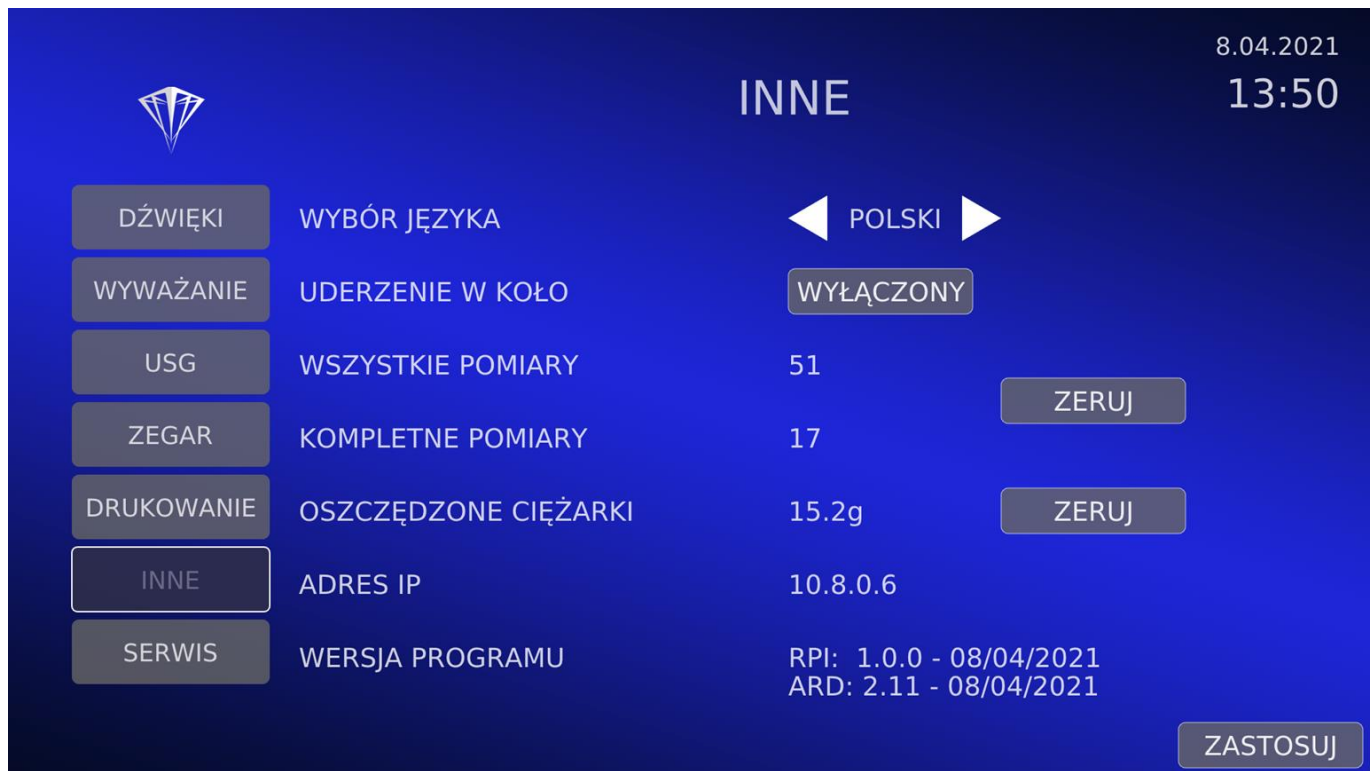 8.04.2021
INNE
13:50
DŹWIĘKI
WYBÓR JĘZYKA
POLSKI
WYWAŻANIE
UDERZENIE W KOŁO
WYŁĄCZONY
USG
WSZYSTKIE POMIARY
51
ZERUJ
ZEGAR
KOMPLETNE POMIARY
17
DRUKOWANIE
OSZCZĘDZONE CIĘŻARKI
15.2g
ZERUJ
INNE
ADRES IP
10.8.0.6
SERWIS
WERSJA PROGRAMU
RPI: 1.0.0 - 08/04/2021
ARD: 2.11 - 08/04/2021
ZASTOSUJ